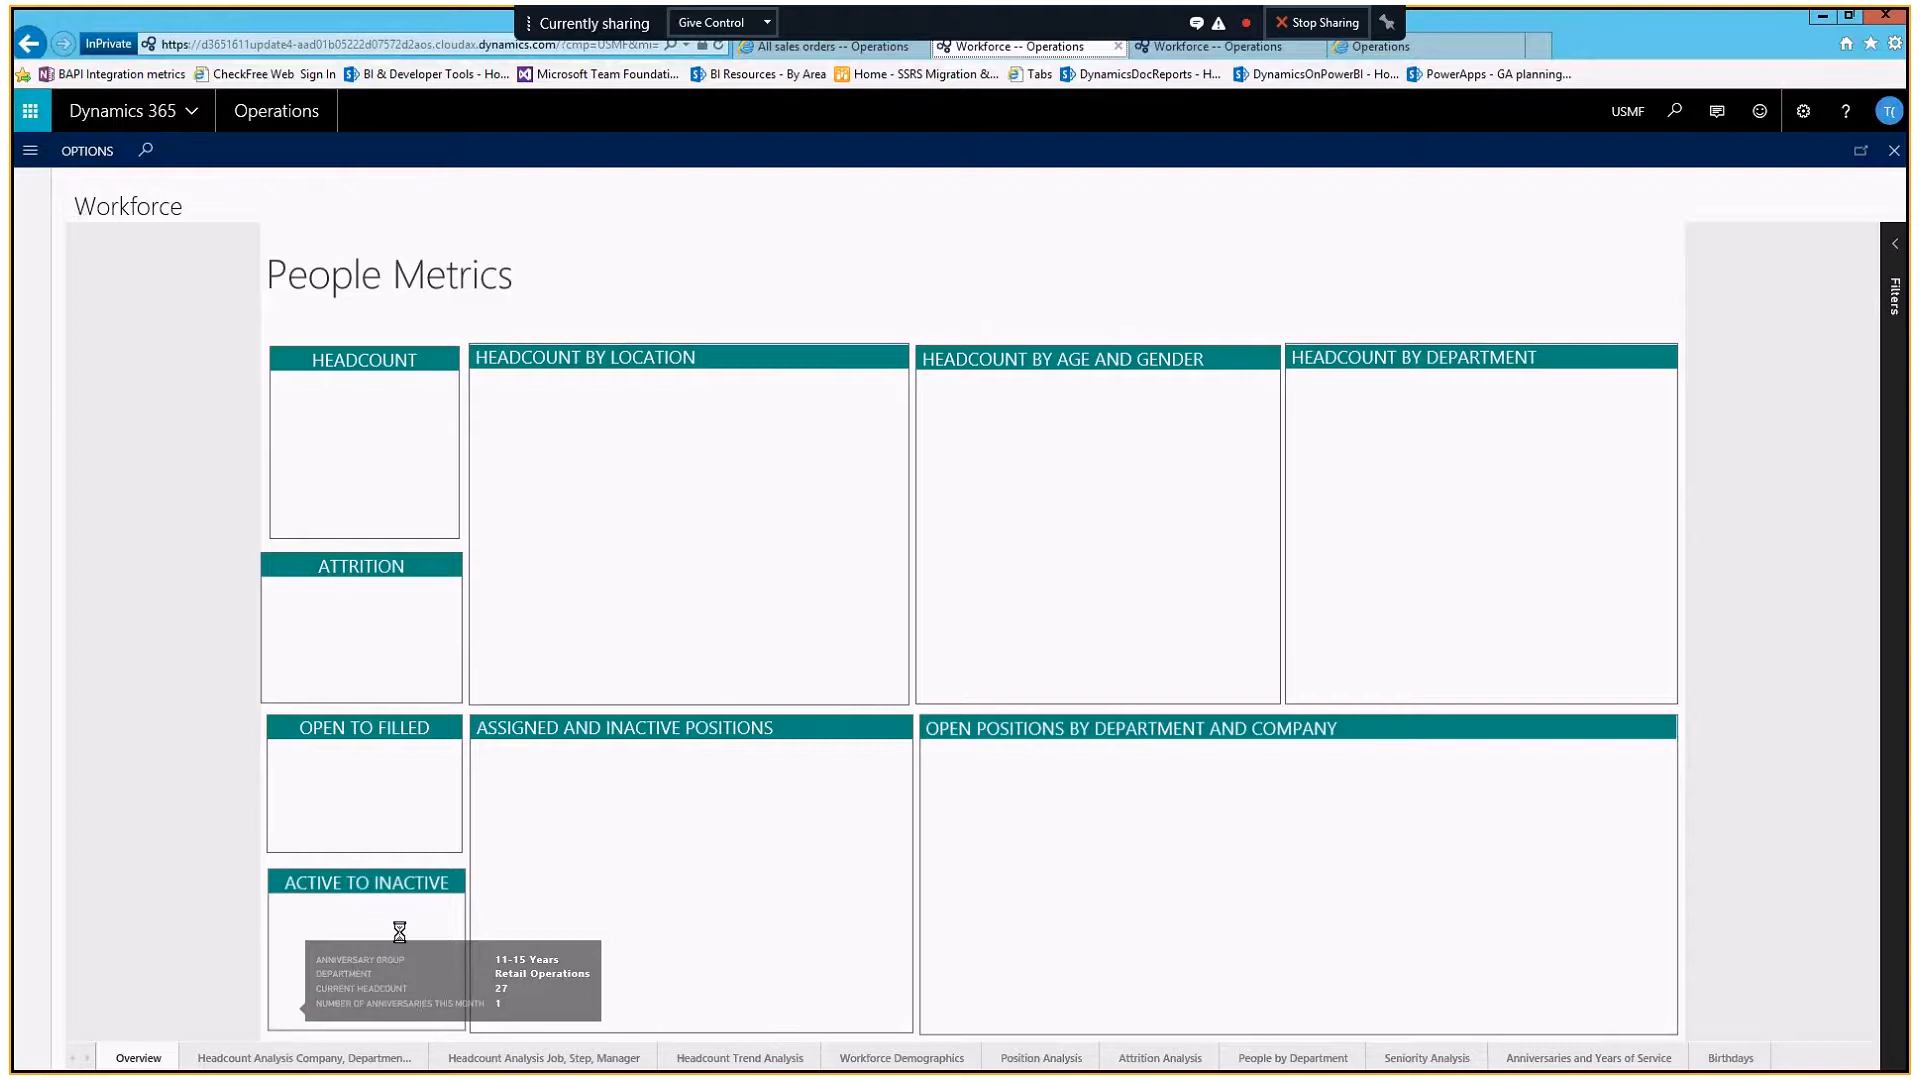 Currently sharing
Give Control
Stop Sharing
InPrivate
https://d3651611update4-aad01b05222d07572d2aos.cloudax.dynamics.com/?cmp=USMF&mi=
All sales orders -- Operations
Workforce -- Operations
Workforce -- Operations
Operations
BAPI Integration metrics
CheckFree Web Sign In
BI & Developer Tools - Ho...
Microsoft Team Foundati...
BI Resources - By Area
Home - SSRS Migration &...
Tabs
DynamicsDocReports - H...
DynamicsOnPowerBI - Ho...
PowerApps - GA planning...
Dynamics 365
Operations
USMF
?
T(
OPTIONS
Workforce
Filters
People Metrics
HEADCOUNT
HEADCOUNT BY LOCATION
HEADCOUNT BY AGE AND GENDER
HEADCOUNT BY DEPARTMENT
ATTRITION
OPEN TO FILLED
ASSIGNED AND INACTIVE POSITIONS
OPEN POSITIONS BY DEPARTMENT AND COMPANY
ACTIVE TO INACTIVE
ANNIVERSARY GROUP 11-15 Years
DEPARTMENT Retail Operations
CURRENT HEADCOUNT 27
NUMBER OF ANNIVERSARIES THIS MONTH 1
Overview
Headcount Analysis Company, Departmen...
Headcount Analysis Job, Step, Manager
Headcount Trend Analysis
Workforce Demographics
Position Analysis
Attrition Analysis
People by Department
Seniority Analysis
Anniversaries and Years of Service
Birthdays